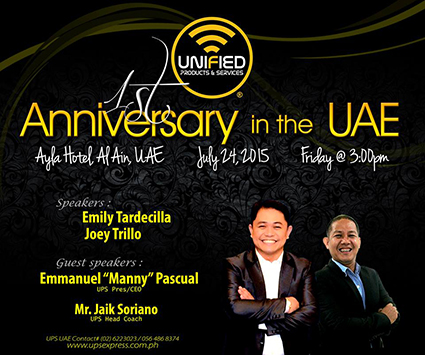 UNIFIED
PRODUCTS & SERVICES
®
1st
Anniversary in the UAE
Ayla Hotel, Al Ain, UAE July 24, 2015 Friday @ 3:00pm
Speakers :
Emily Tardecilla
Joey Trillo
Guest speakers :
Emmanuel "Manny" Pascual
UPS Pres/CEO
Mr. Jaik Soriano
UPS Head Coach
UPS UAE Contact# (02) 6223023 / 056 486 8374
www.upsexpress.com.ph